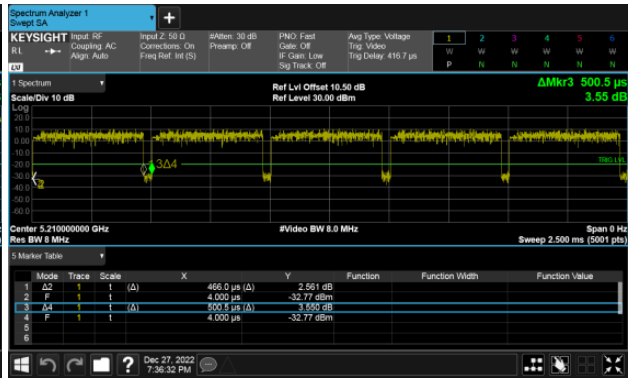 Spectrum Analyzer 1
Swept SA
+
KEYSIGHT Input: RF Input Z: 50 Ω #Atten: 30 dB PNO: Fast Avg Type: Voltage 1 2 3 4 5 6
RL Coupling: AC Corrections: On Preamp: Off Gate: Off Trig: Video W W W W W W
Align: Auto Freq Ref: Int (S) IF Gain: Low Trig Delay: 416.7 µs P N N N N N
Sig Track: Off
LXI
1 Spectrum Ref Lvl Offset 10.50 dB ΔMkr3 500.5 µs
Scale/Div 10 dB Ref Level 30.00 dBm 3.55 dB
Log
20.0
10.0
0.00
-10.0
-20.0 3Δ4 TRIG LVL
-30.0
-40.0
-50.0
-60.0
Center 5.210000000 GHz #Video BW 8.0 MHz Span 0 Hz
Res BW 8 MHz Sweep 2.500 ms (5001 pts)
5 Marker Table
Mode Trace Scale X Y Function Function Width Function Value
1 Δ2 1 t (Δ) 466.0 µs (Δ) 2.561 dB
2 F 1 t 4.000 µs -32.77 dBm
3 Δ4 1 t (Δ) 500.5 µs (Δ) 3.550 dB
4 F 1 t 4.000 µs -32.77 dBm
5
6
? Dec 27, 2022
7:36:32 PM